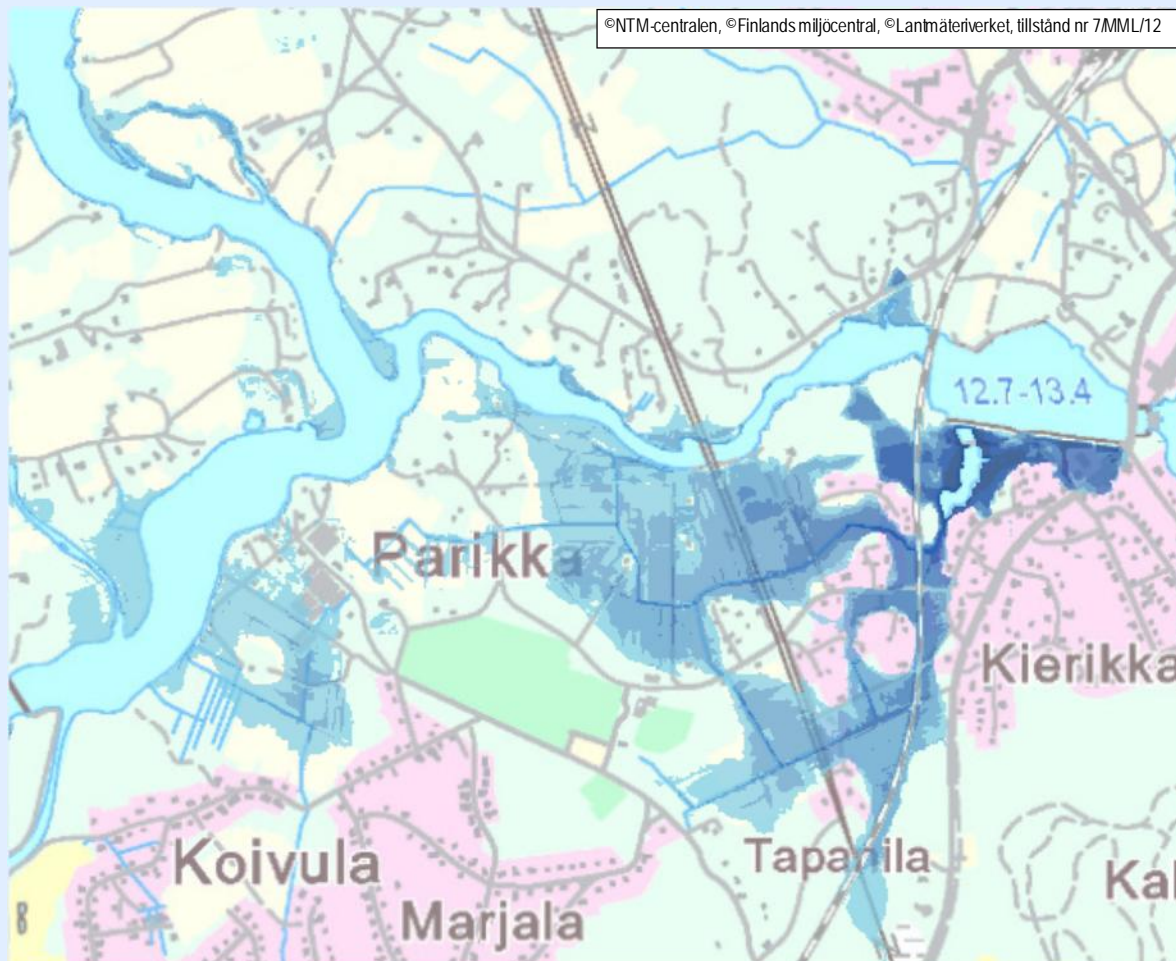 ©NTM-centralen, ©Finlands miljöcentral, ©Lantmäteriverket, tillstånd nr 7/MML/12
12.7-13.4
Parikka
Kierikka
Tapanila
Koivula
Kal
Marjala
8